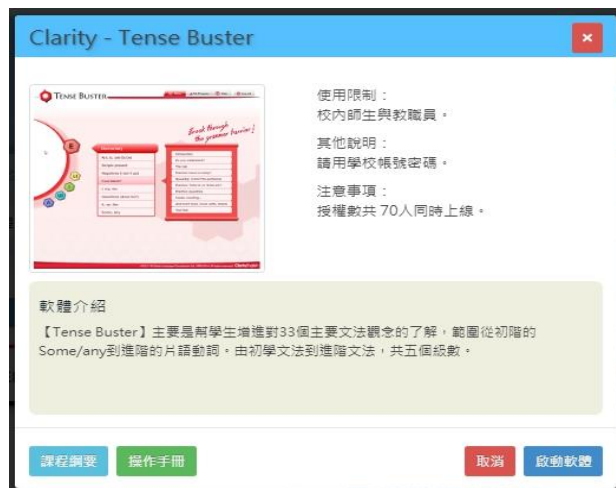 Clarity - Tense Buster
×
TENSE BUSTER
Break through
the grammar barrier!
使用限制：
校內師生與教職員。
其他說明：
請用學校帳號密碼。
注意事項：
授權數共 70人同時上線。
軟體介紹
【Tense Buster】主要是幫學生增進對33個主要文法觀念的了解，範圍從初階的
Some/any到進階的片語動詞。由初學文法到進階文法，共五個級數。
課程綱要
操作手冊
取消
啟動軟體